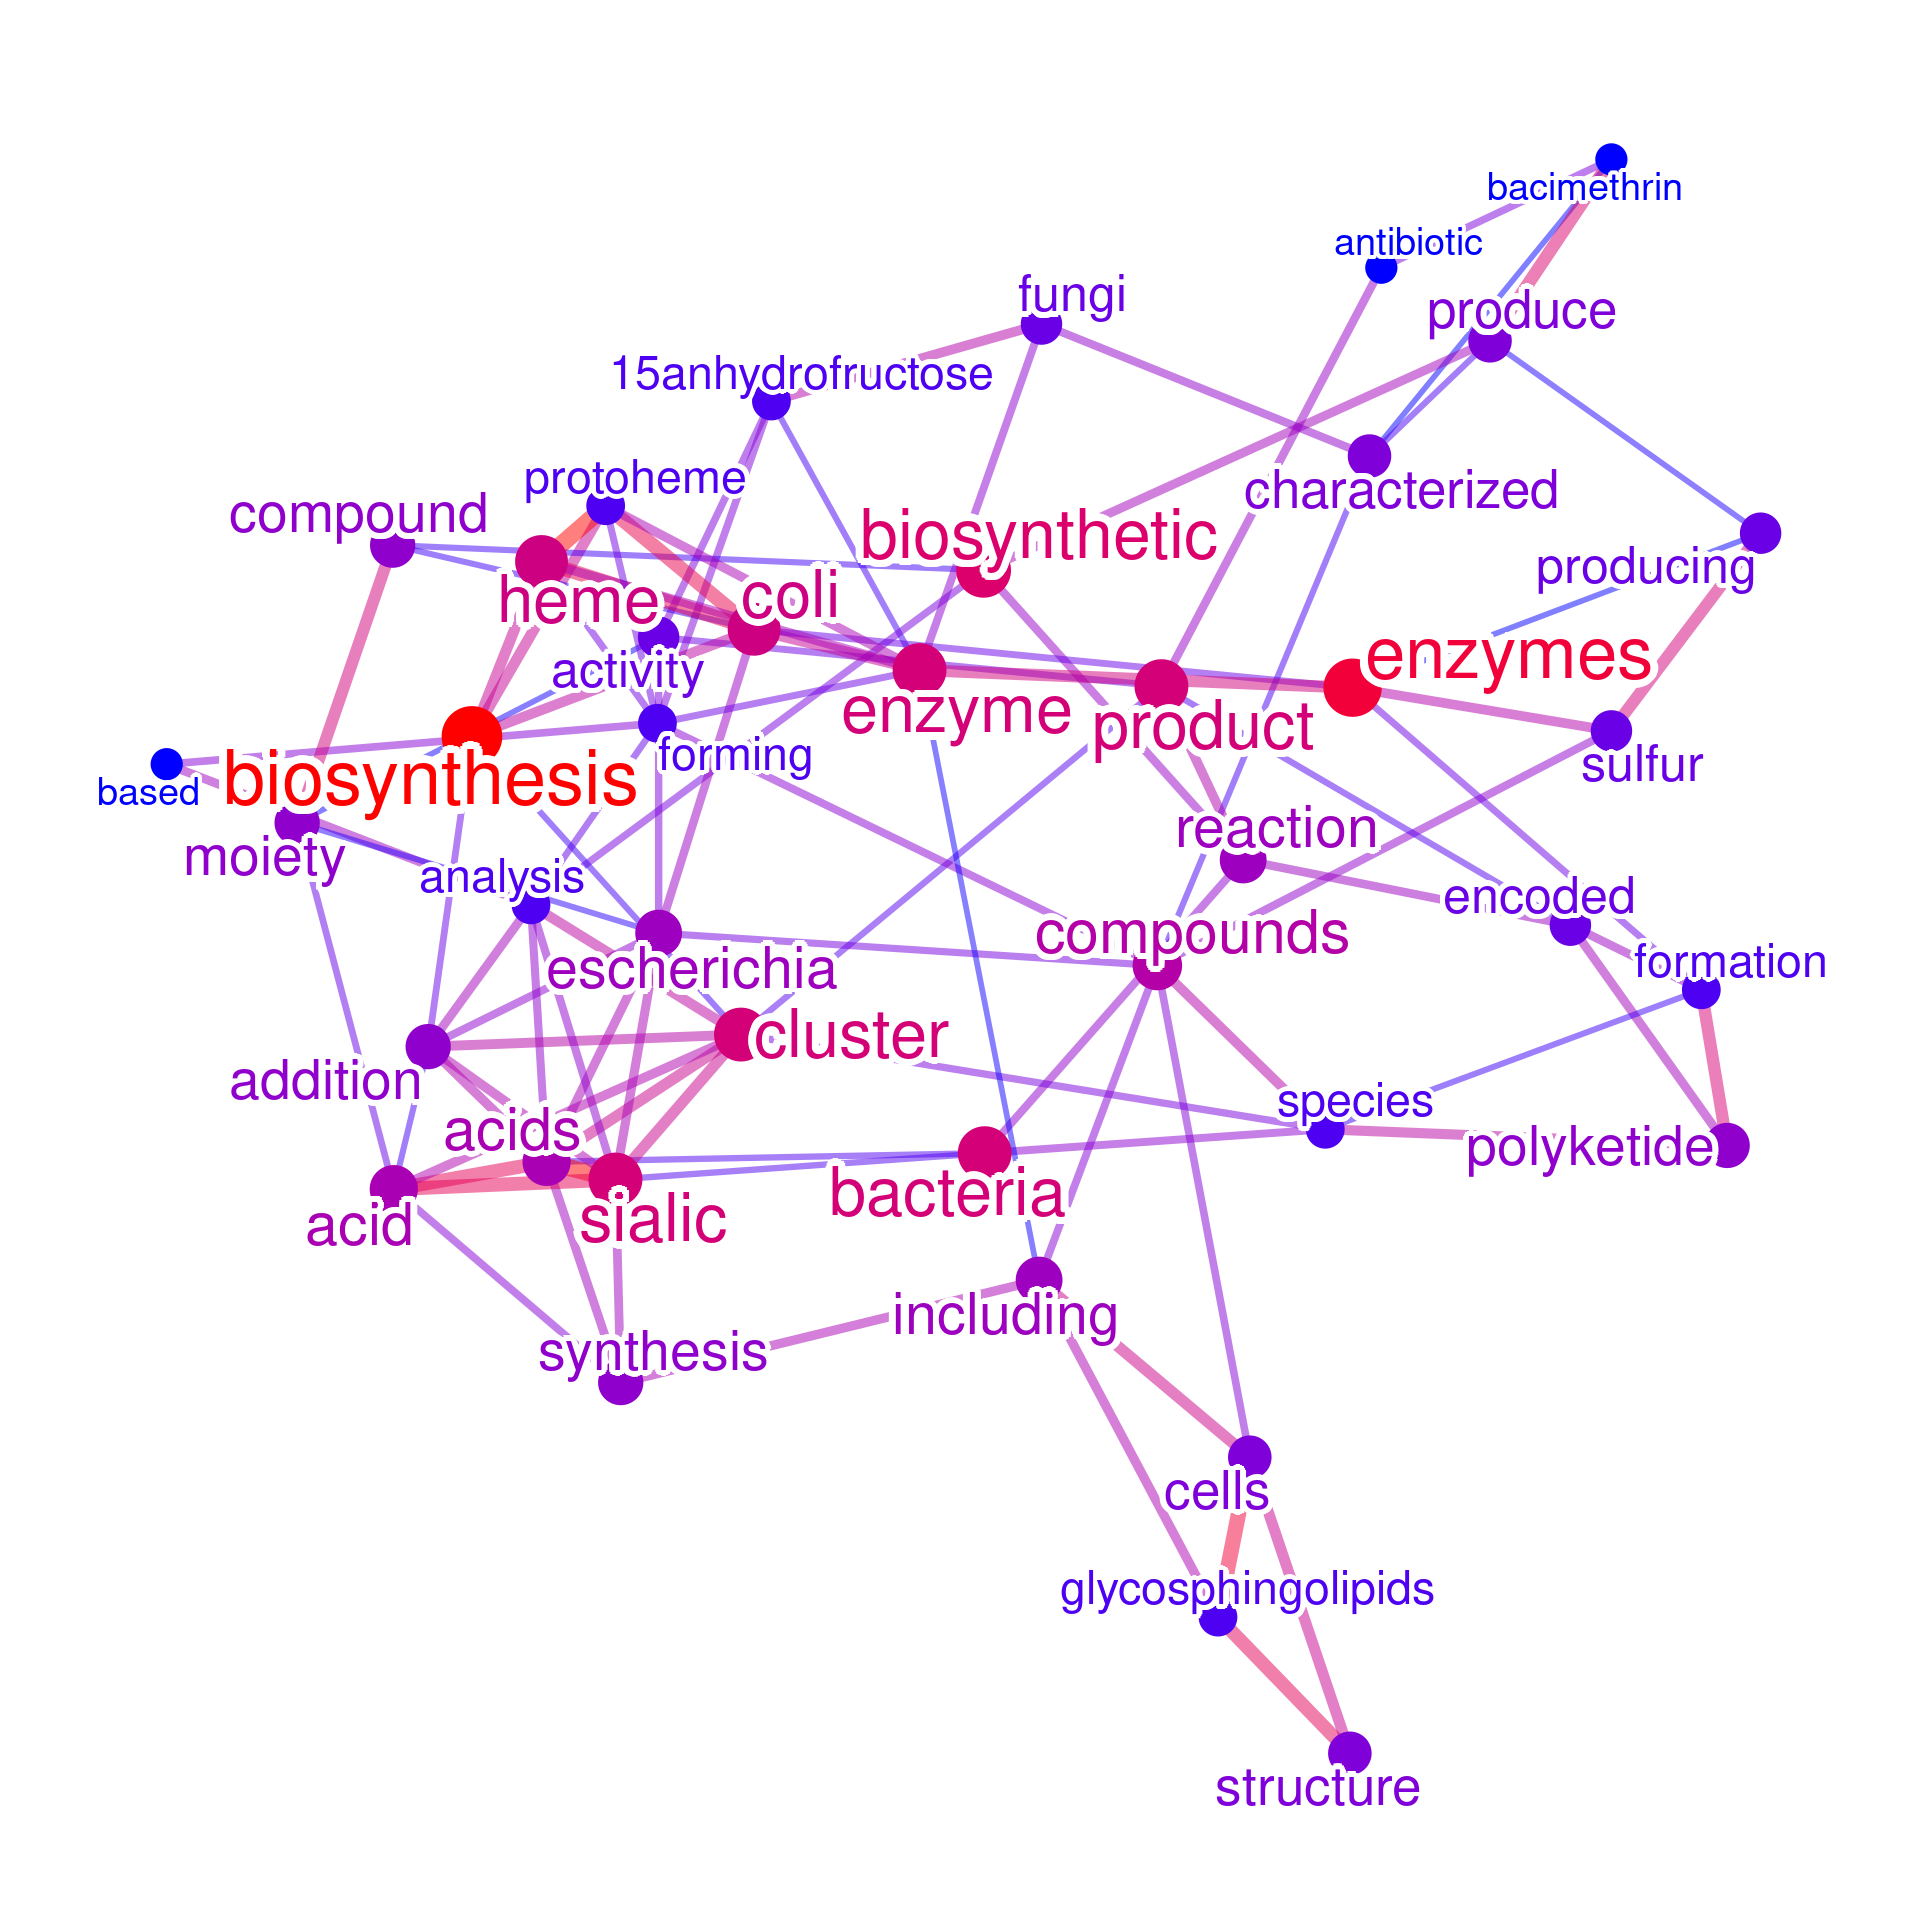 bacimethrin
antibiotic
fungi
produce
15anhydrofructose
protoheme
characterized
compound
biosynthetic
producing
coli
heme
enzymes
activity
enzyme
product
forming
sulfur
biosynthesis
based
reaction
moiety
analysis
encoded
compounds
formation
escherichia
cluster
addition
species
acids
polyketide
bacteria
sialic
acid
including
synthesis
cells
glycosphingolipids
structure